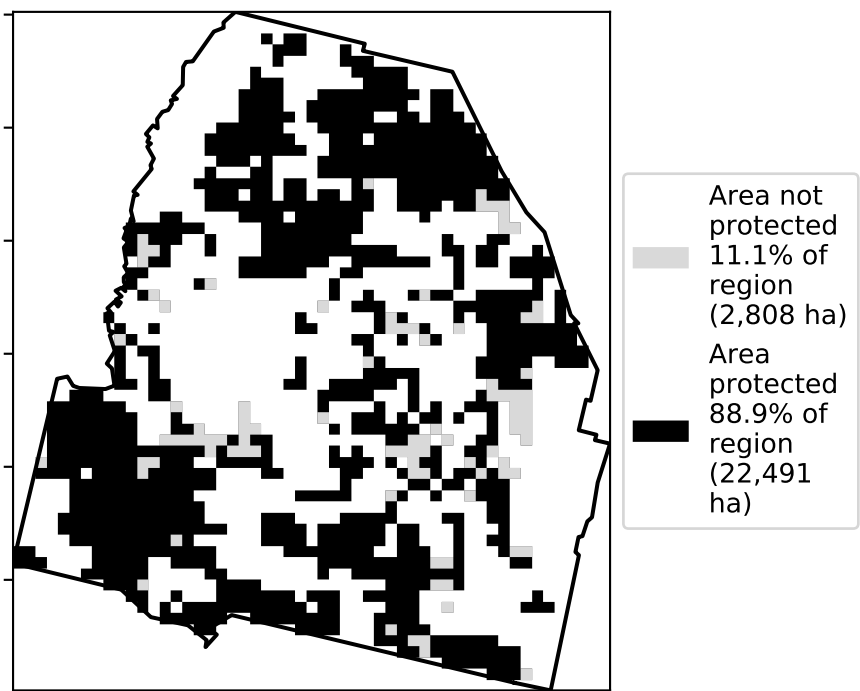 Area not
protected
11.1% of
region
(2,808 ha)
Area
protected
88.9% of
region
(22,491
ha)